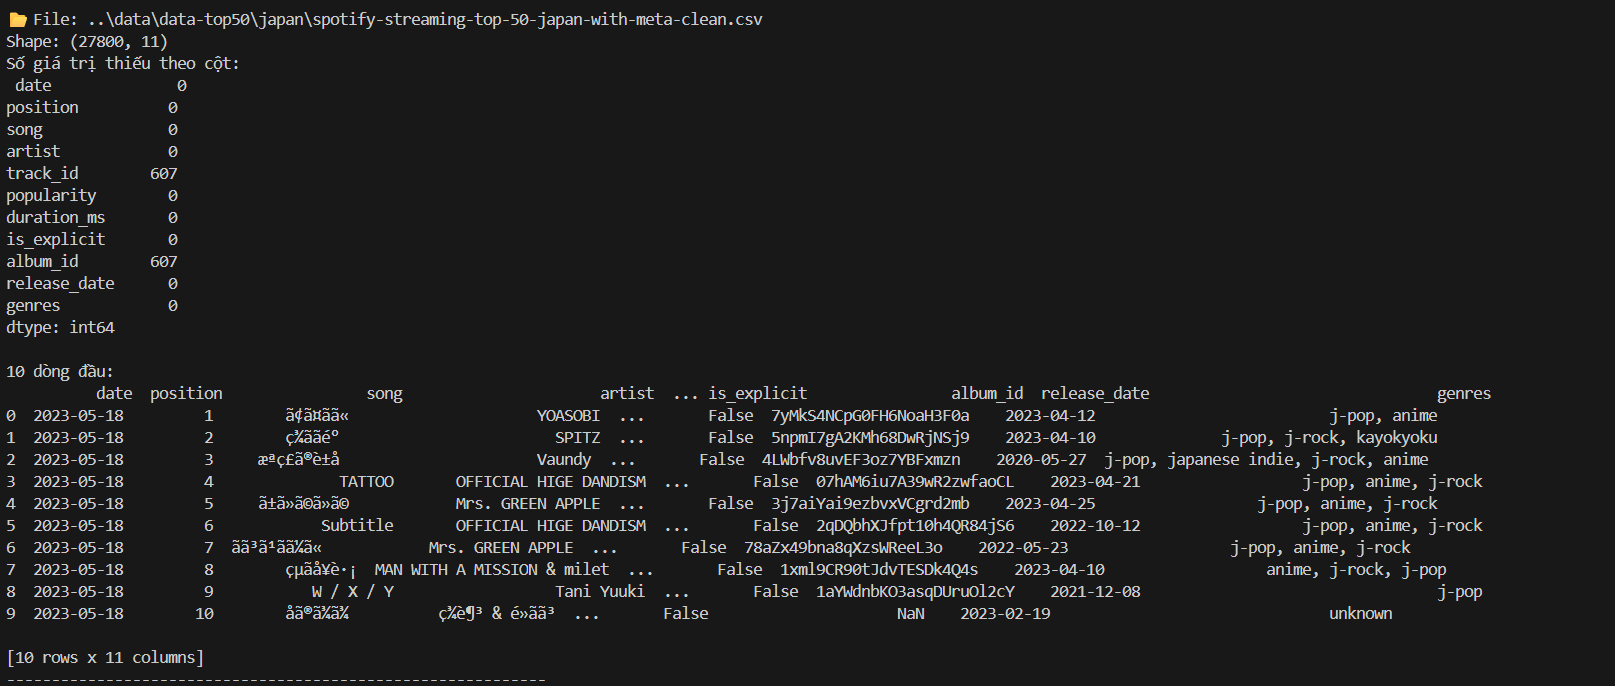 📂 File: ..\data\data-top50\japan\spotify-streaming-top-50-japan-with-meta-clean.csv
Shape: (27800, 11)
Số giá trị thiếu theo cột:
date 0
position 0
song 0
artist 0
track_id 607
popularity 0
duration_ms 0
is_explicit 0
album_id 607
release_date 0
genres 0
dtype: int64
10 dòng đầu:
date position song artist ... is_explicit album_id release_date genres
0 2023-05-18 1 ã¢ã¤ãã« YOASOBI ... False 7yMkS4NCpG0FH6NoaH3F0a 2023-04-12 j-pop, anime
1 2023-05-18 2 ç¾ããé° SPITZ ... False 5npmI7gA2KMh68DwRjNSj9 2023-04-10 j-pop, j-rock, kayokyoku
2 2023-05-18 3 æªç£ã®è±å Vaundy ... False 4LWbfv8uvEF3oz7YBFxmzn 2020-05-27 j-pop, japanese indie, j-rock, anime
3 2023-05-18 4 TATTOO OFFICIAL HIGE DANDISM ... False 07hAM6iu7A39wR2zwfaoCL 2023-04-21 j-pop, anime, j-rock
4 2023-05-18 5 ã±ã»ã©ã»ã© Mrs. GREEN APPLE ... False 3j7aiYai9ezbvxVCgrd2mb 2023-04-25 j-pop, anime, j-rock
5 2023-05-18 6 Subtitle OFFICIAL HIGE DANDISM ... False 2qDQbhXJfpt10h4QR84jS6 2022-10-12 j-pop, anime, j-rock
6 2023-05-18 7 ãã³ã¹ãã¼ã« Mrs. GREEN APPLE ... False 78aZx49bna8qXzsWReeL3o 2022-05-23 j-pop, anime, j-rock
7 2023-05-18 8 çµãå¥è·¡ MAN WITH A MISSION & milet ... False 1xml9CR90tJdvTESDk4Q4s 2023-04-10 anime, j-rock, j-pop
8 2023-05-18 9 W / X / Y Tani Yuuki ... False 1aYWdnbKO3asqDUruOl2cY 2021-12-08 j-pop
9 2023-05-18 10 åã®ã¾ã¾ ç¾è¶³ & é»ãã³ ... False NaN 2023-02-19 unknown
[10 rows x 11 columns]
------------------------------------------------------------